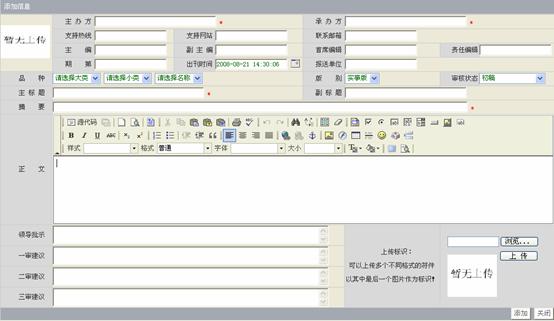 添加信息
暂无上传
主 办 方 * 承 办 方 *
支持热线 支持网站 联系邮箱
主 编 副 主 编 首席编辑 责任编辑
期 第 出刊时间 2008-08-21 14:30:06 报送单位
品 种 请选择大类 请选择小类 请选择名称 版 别 实事版 审核状态 初稿
主 标 题 * 副 标 题
摘 要 *
正 文
源代码
B I U ABC x₂ x²
样式 格式 普通 字体 大小
领导批示
一审建议
二审建议
三审建议
上传标识:
可以上传多个不同格式的附件
以其中最后一个图片作为标识!
浏览...
上 传
暂无上传
添加 关闭